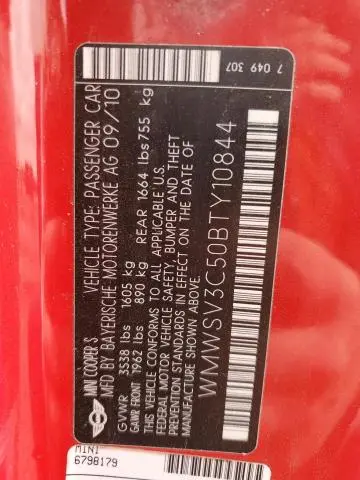 MINI COOPER S VEHICLE TYPE: PASSENGER CAR
MFD BY BAYERISCHE MOTORENWERKE AG 09/10
GVWR 3538 lbs 1605 kg
GAWR FRONT 1962 lbs 890 kg REAR 1664 lbs 755 kg
THIS VEHICLE CONFORMS TO ALL APPLICABLE U.S.
FEDERAL MOTOR VEHICLE SAFETY, BUMPER AND THEFT
PREVENTION STANDARDS IN EFFECT ON THE DATE OF
MANUFACTURE SHOWN ABOVE.
WMWSV3C50BTY10844
7 049 307
MINI
6798179